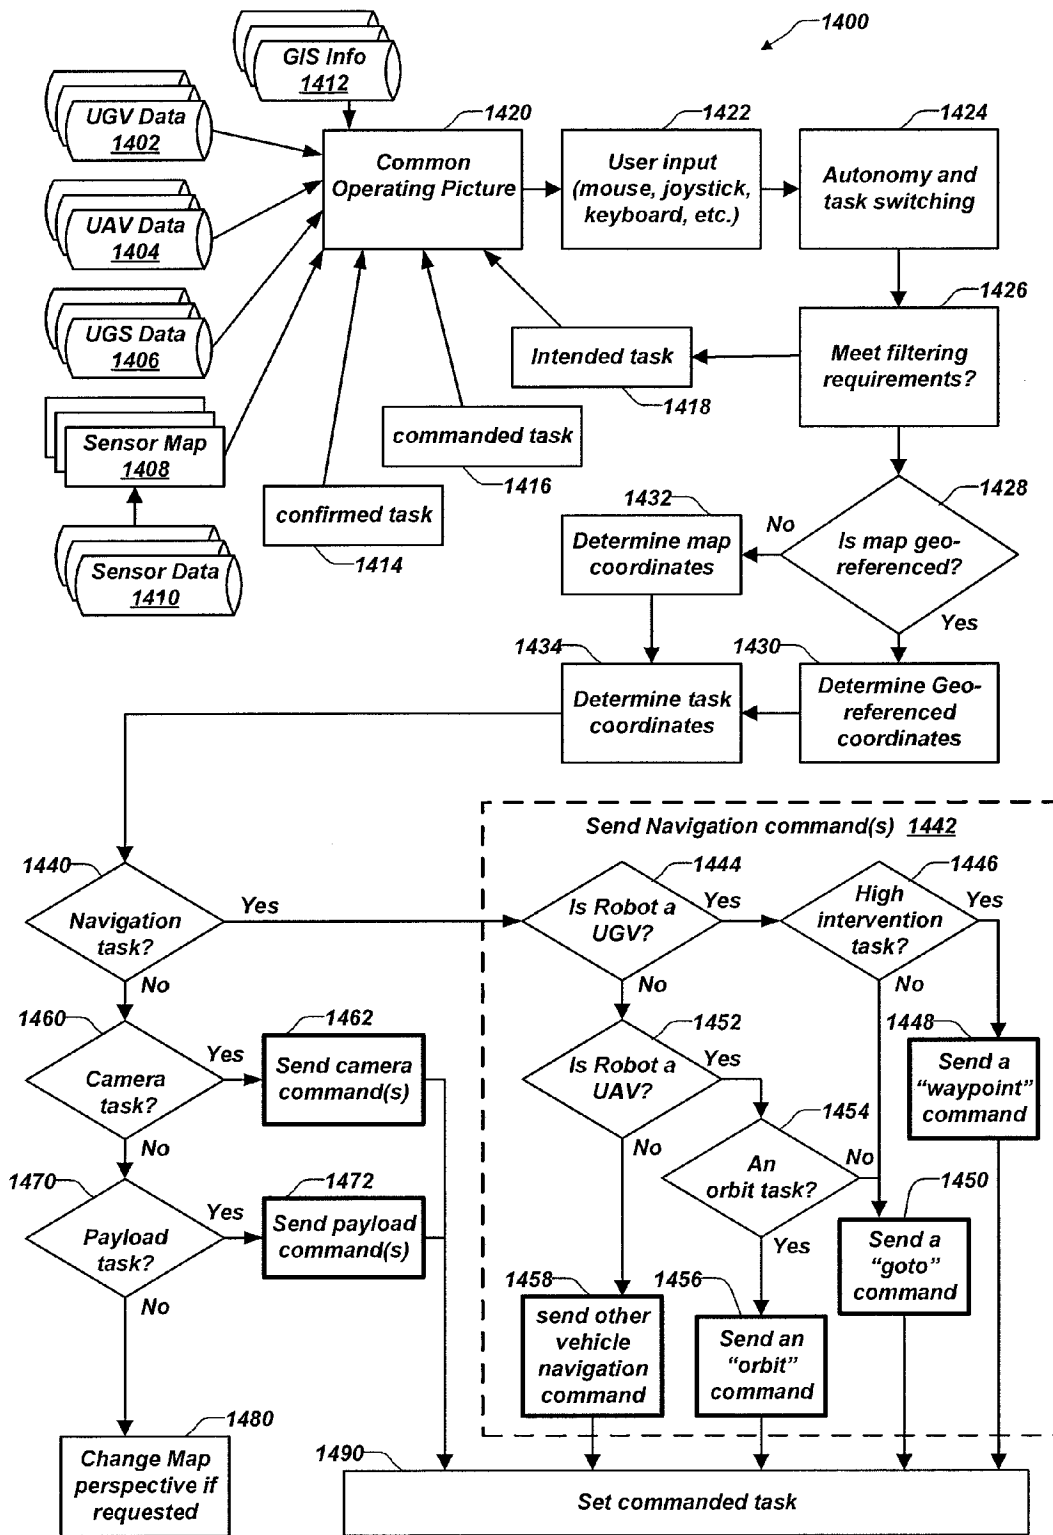 1400
GIS Info
1412
UGV Data
1402
1420
1422
1424
Common
Operating Picture
User input
(mouse, joystick,
keyboard, etc.)
Autonomy and
task switching
UAV Data
1404
1426
UGS Data
1406
Intended task
1418
Meet filtering
requirements?
Sensor Map
1408
commanded task
1416
1428
confirmed task
1414
1432
No
Determine map
coordinates
Is map geo-
referenced?
Sensor Data
1410
Yes
1434
1430
Determine task
coordinates
Determine Geo-
referenced
coordinates
Send Navigation command(s) 1442
1440
1444
1446
Navigation
task?
Yes
Is Robot a
UGV?
Yes
High
intervention
task?
Yes
No
No
No
1460
1462
1452
1448
Camera
task?
Yes
Send camera
command(s)
Is Robot a
UAV?
Yes
Send a
"waypoint"
command
1454
No
No
An
orbit task?
No
1470
1472
1450
Payload
task?
Yes
Send payload
command(s)
Yes
Send a
"goto"
command
No
1458
1456
send other
vehicle
navigation
command
Send an
"orbit"
command
1480
Change Map
perspective if
requested
1490
Set commanded task